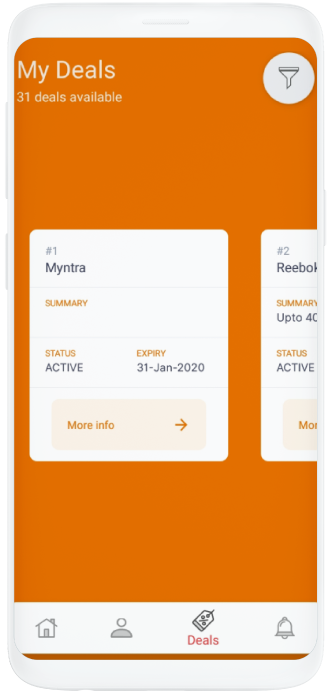 My Deals
31 deals available
#1
Myntra
SUMMARY
STATUS
ACTIVE
EXPIRY
31-Jan-2020
More info
#2
Reebok
SUMMARY
Upto 40
STATUS
ACTIVE
Mor
Deals